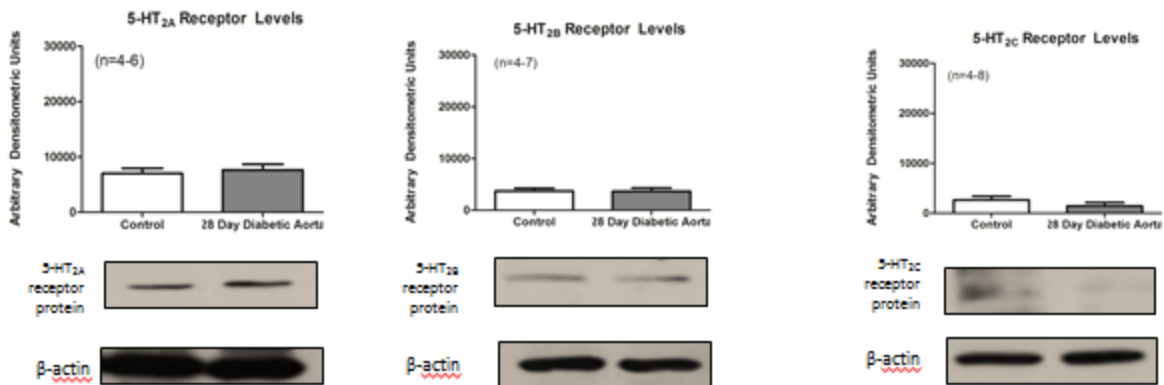 5-HT2A Receptor Levels
Arbitrary Densitometric Units
30000
20000
10000
0
(n=4-6)
Control
28 Day Diabetic Aorta
5-HT2A
receptor
protein
β-actin
5-HT2B Receptor Levels
Arbitrary Densitometric Units
30000
20000
10000
0
(n=4-7)
Control
28 Day Diabetic Aorta
5-HT2B
receptor
protein
β-actin
5-HT2C Receptor Levels
Arbitrary Densitometric Units
30000
20000
10000
0
(n=4-8)
Control
28 Day Diabetic Aorta
5-HT2C
receptor
protein
β-actin